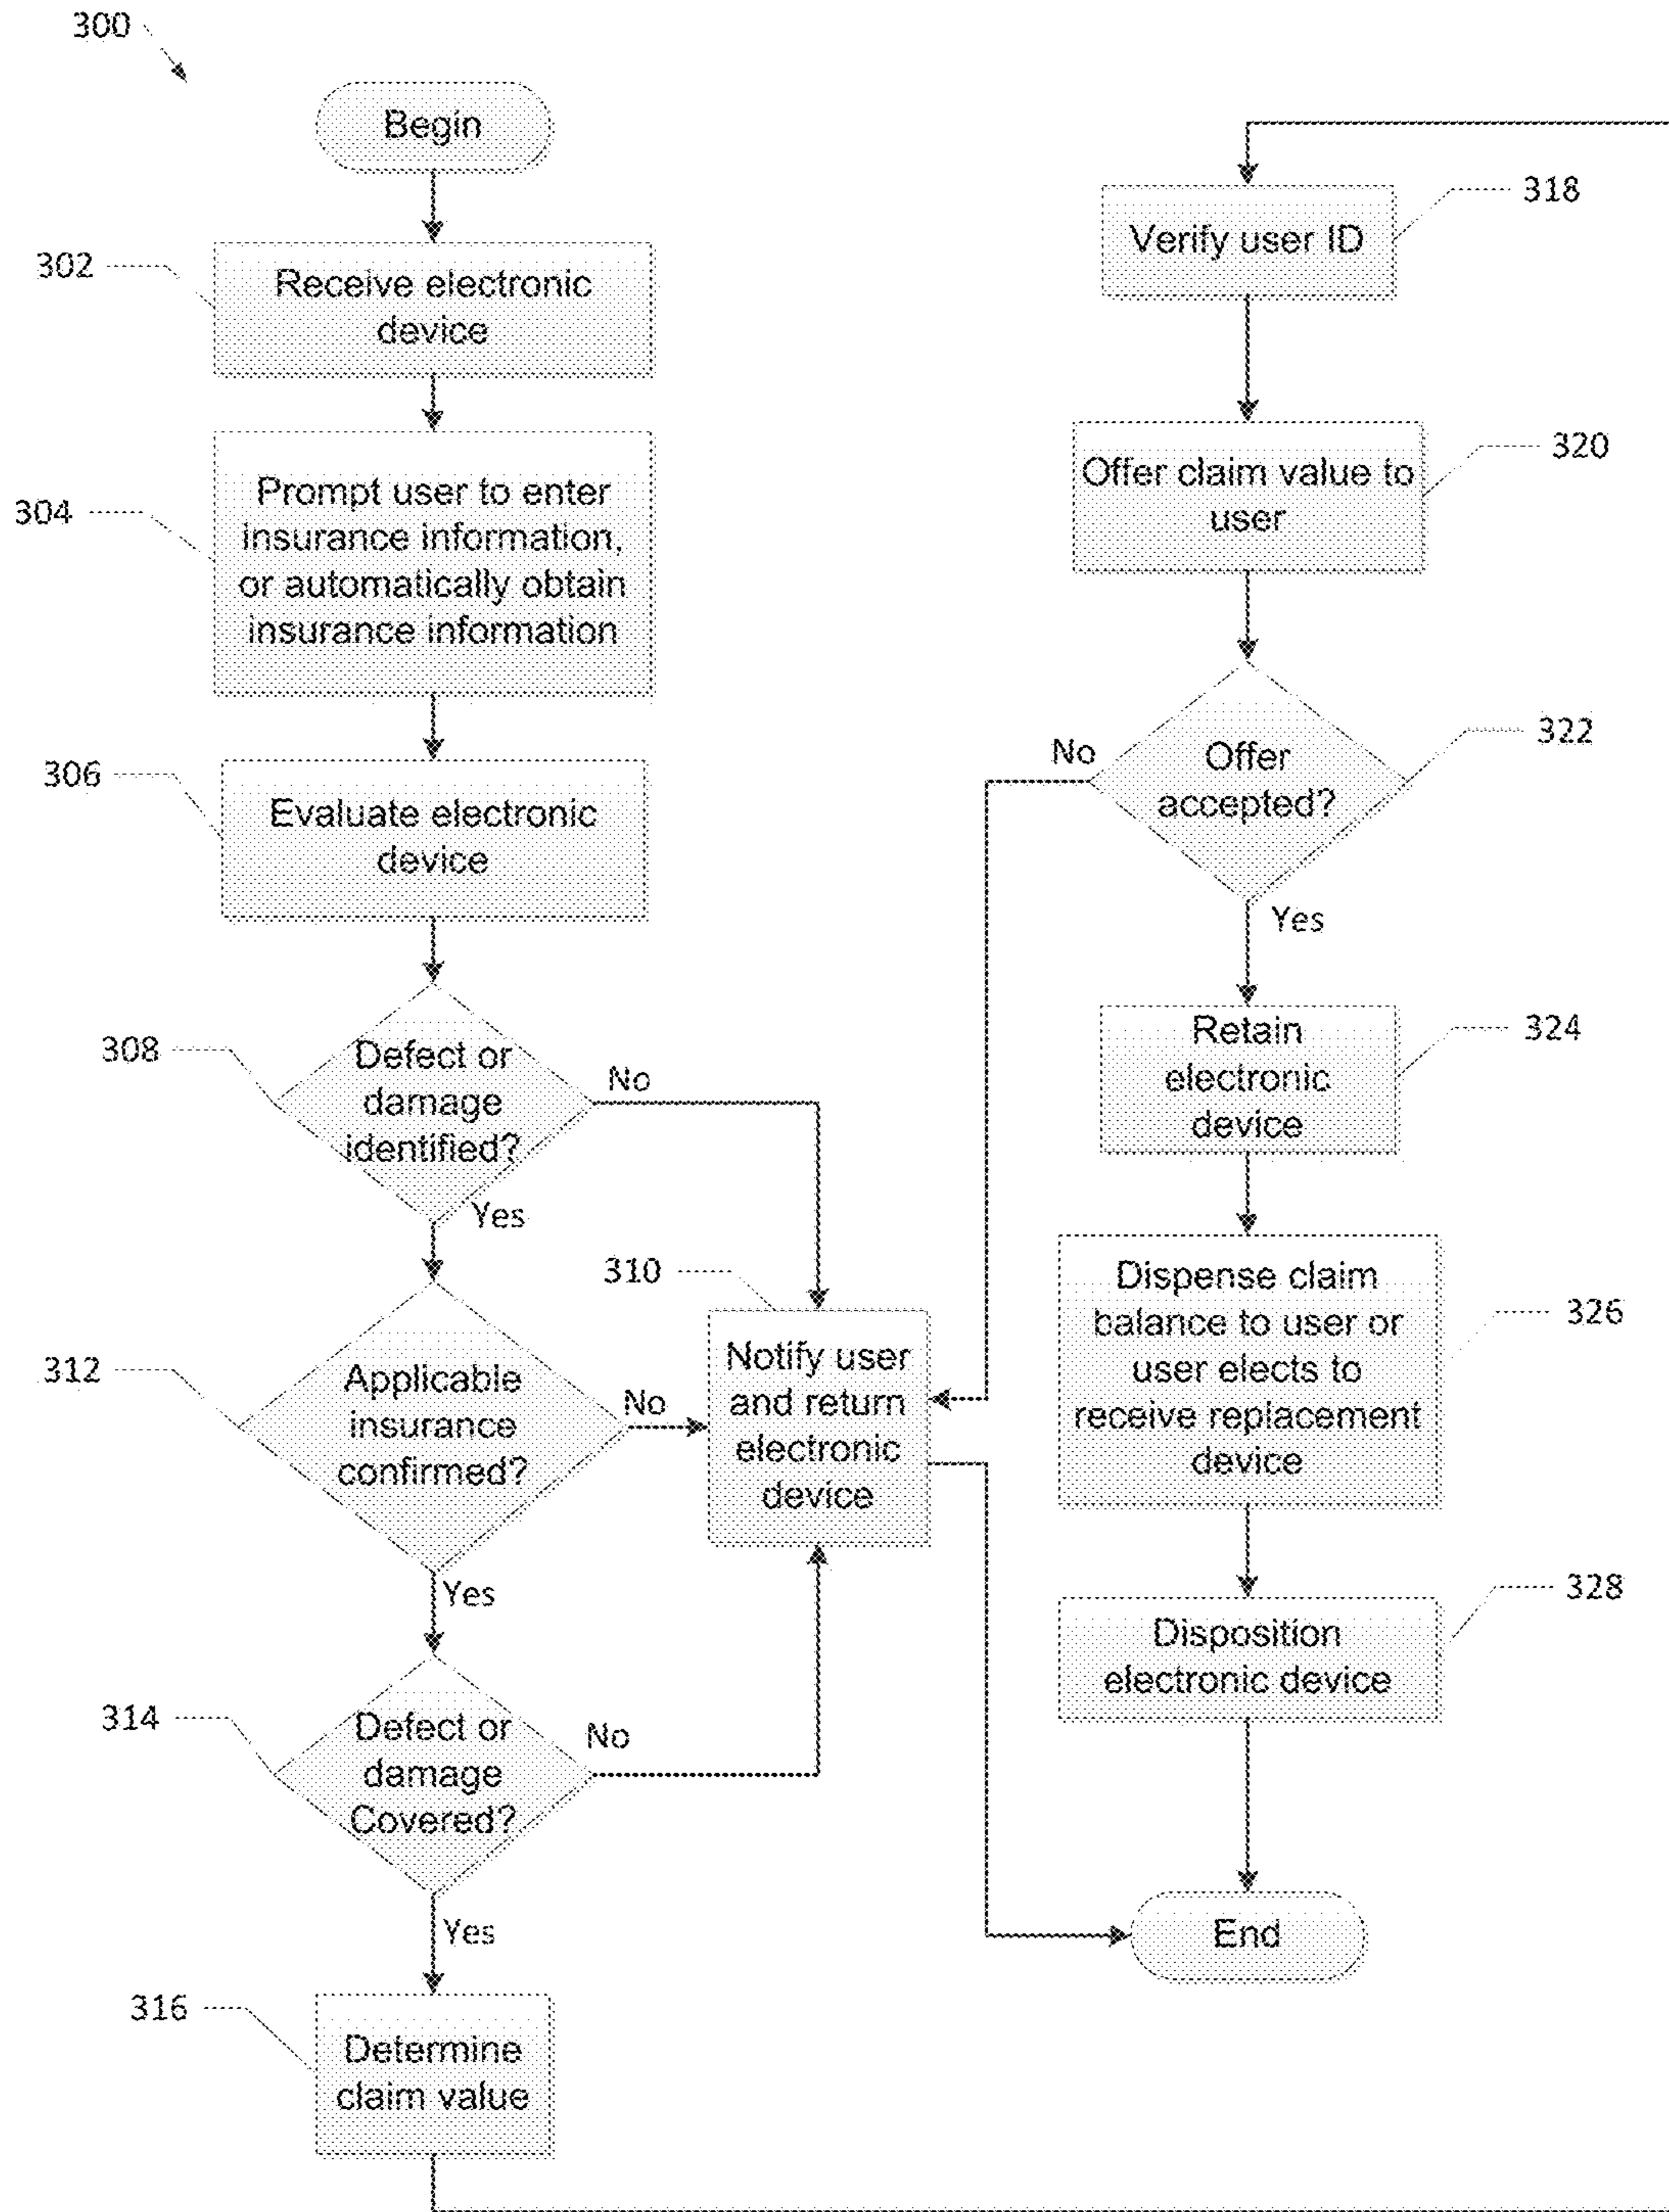 300
Begin
302
Receive electronic
device
304
Prompt user to enter
insurance information,
or automatically obtain
insurance information
306
Evaluate electronic
device
308
Defect or
damage
identified?
No
Yes
310
Notify user
and return
electronic
device
312
Applicable
insurance
confirmed?
No
Yes
314
Defect or
damage
Covered?
No
Yes
316
Determine
claim value
318
Verify user ID
320
Offer claim value to
user
322
Offer
accepted?
No
Yes
324
Retain
electronic
device
326
Dispense claim
balance to user or
user elects to
receive replacement
device
328
Disposition
electronic device
End